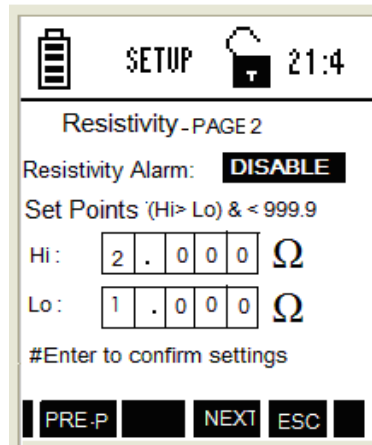 SETUP T 21:4
Resistivity - PAGE 2
Resistivity Alarm: DISABLE
Set Points (Hi> Lo) & < 999.9
Hi : 2 . 0 0 0 Ω
Lo : 1 . 0 0 0 Ω
#Enter to confirm settings
PRE-P NEXT ESC